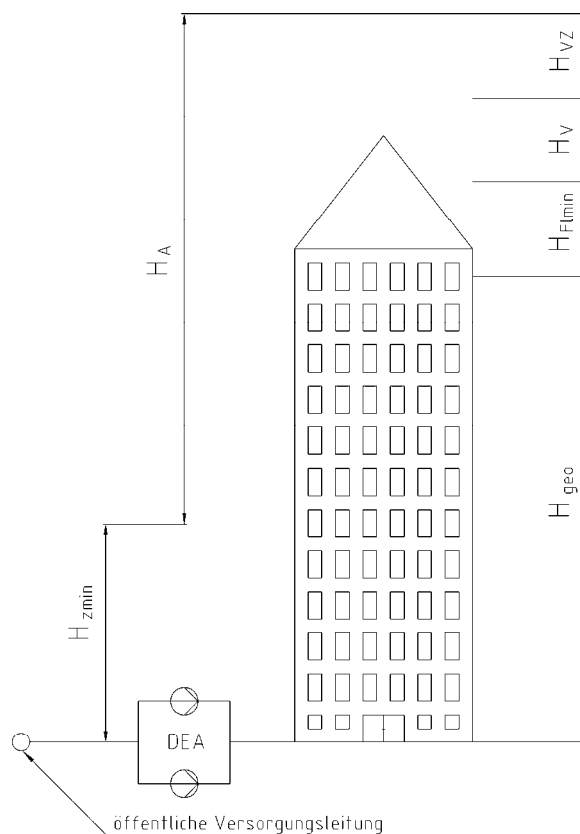 H_VZ
H_V
H_Flmin
H_A
H_geo
H_zmin
DEA
öffentliche Versorgungsleitung